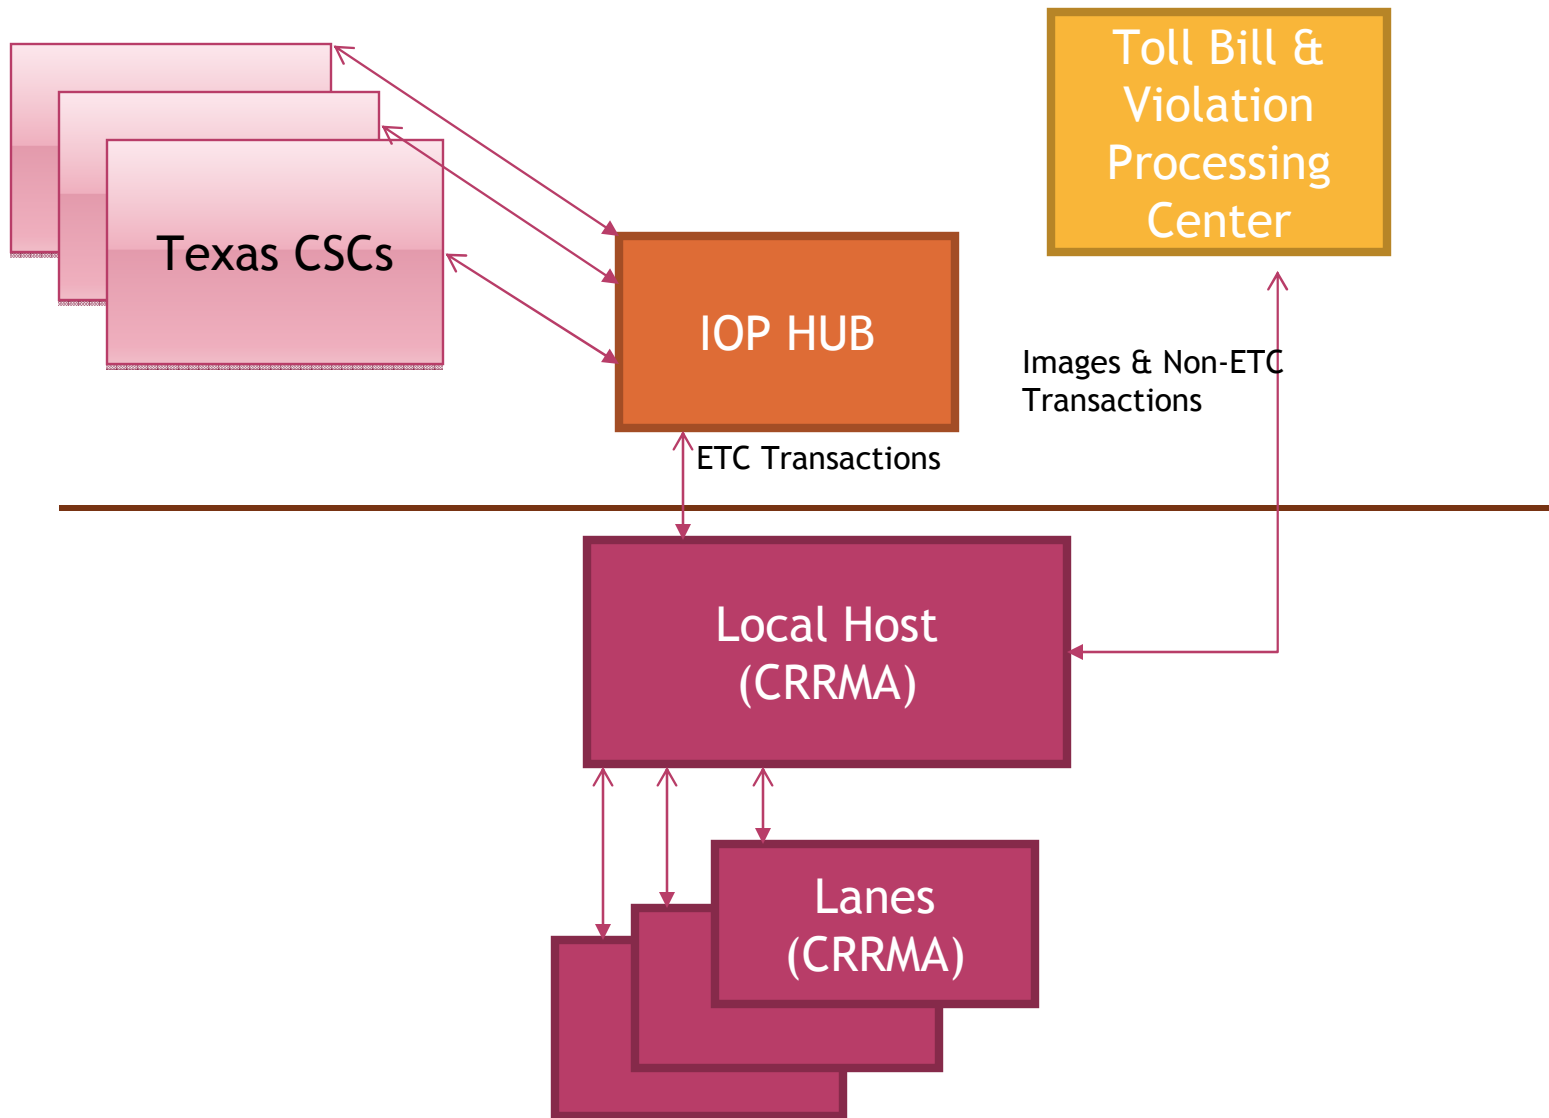 Toll Bill &
Violation
Processing
Center
Texas CSCs
IOP HUB
Images & Non-ETC
Transactions
ETC Transactions
Local Host
(CRRMA)
Lanes
(CRRMA)